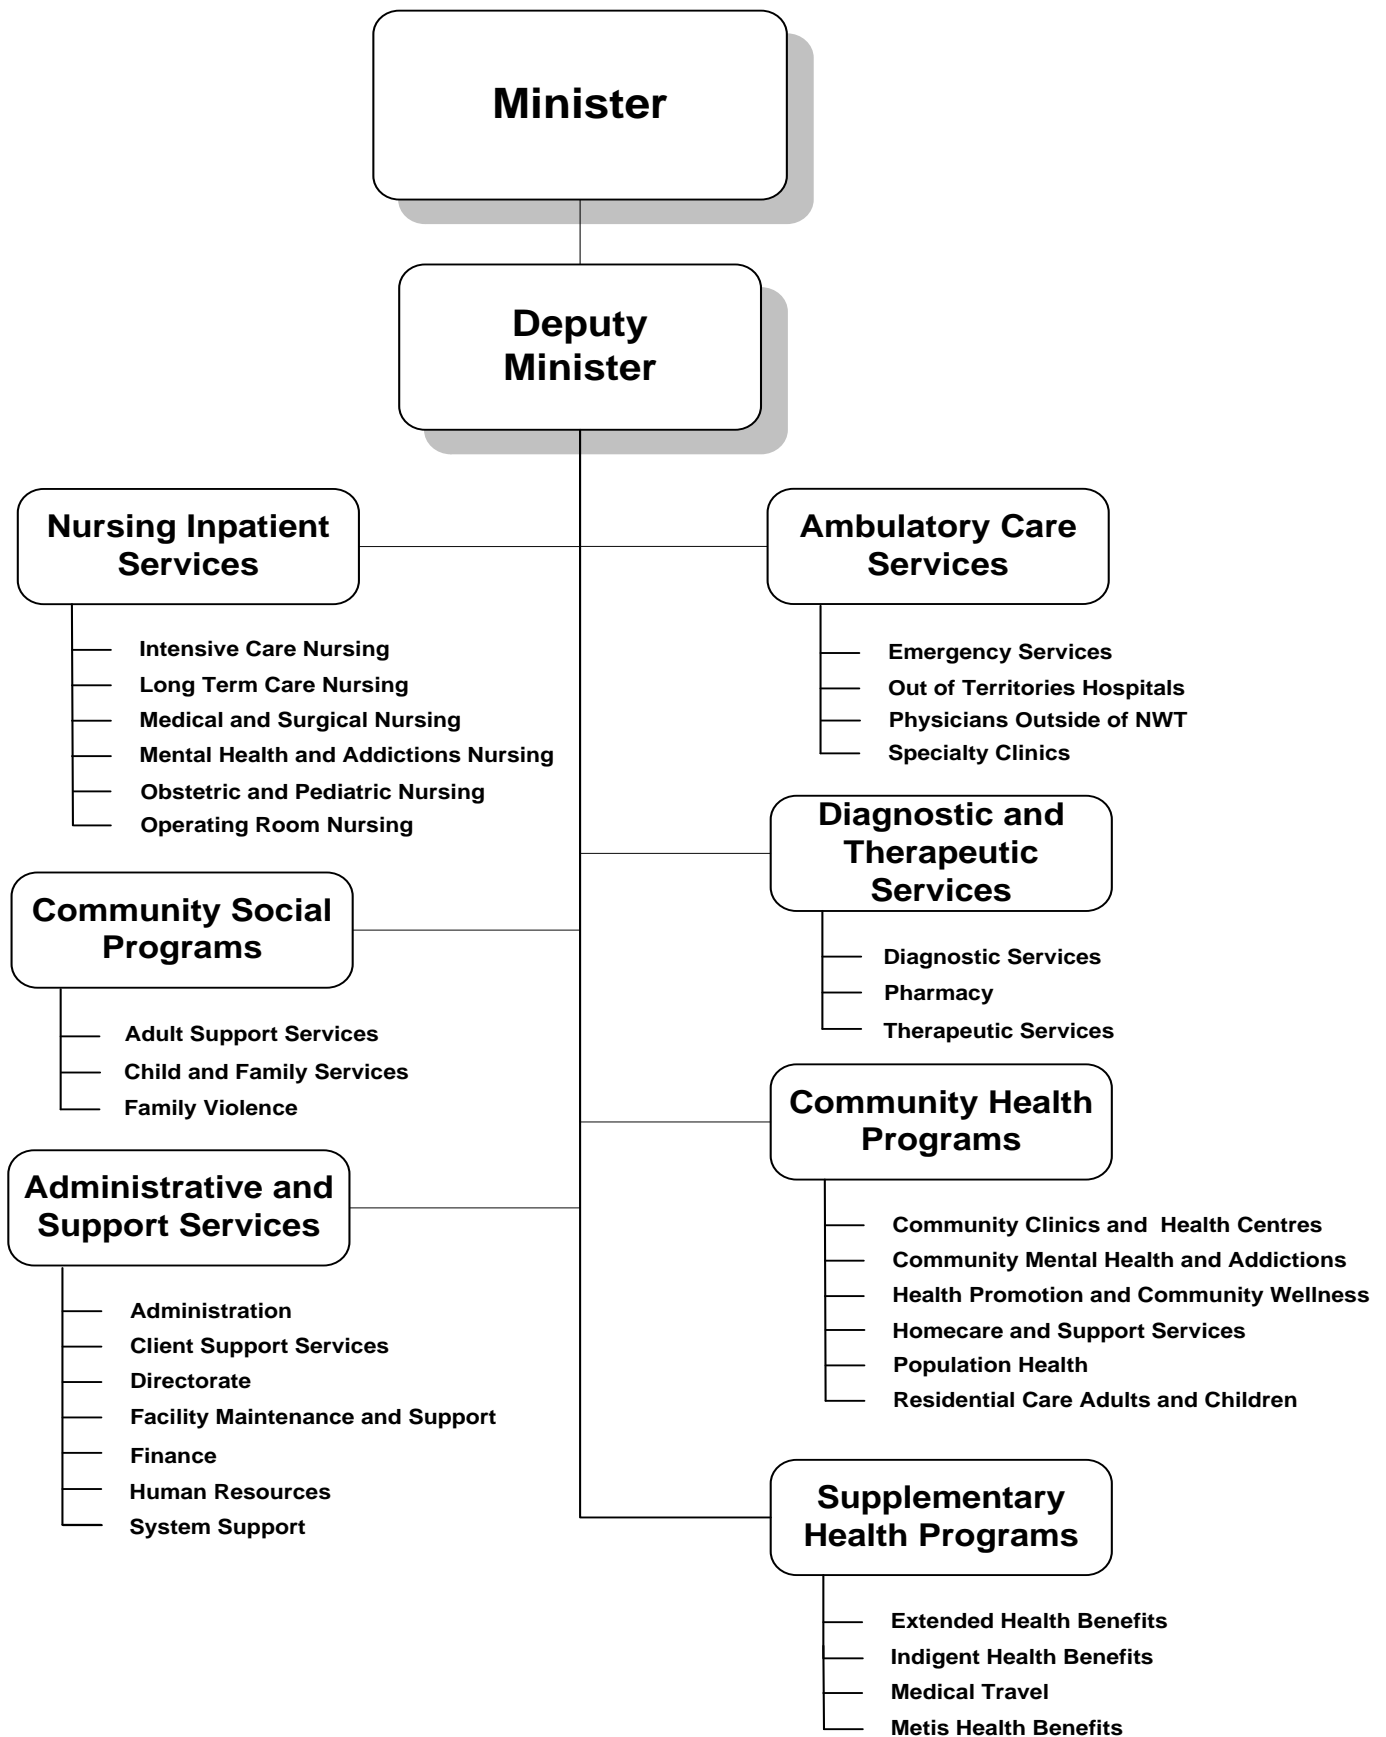 Minister
Deputy
Minister
Nursing Inpatient
Services
Intensive Care Nursing
Long Term Care Nursing
Medical and Surgical Nursing
Mental Health and Addictions Nursing
Obstetric and Pediatric Nursing
Operating Room Nursing
Community Social
Programs
Adult Support Services
Child and Family Services
Family Violence
Administrative and
Support Services
Administration
Client Support Services
Directorate
Facility Maintenance and Support
Finance
Human Resources
System Support
Ambulatory Care
Services
Emergency Services
Out of Territories Hospitals
Physicians Outside of NWT
Specialty Clinics
Diagnostic and
Therapeutic
Services
Diagnostic Services
Pharmacy
Therapeutic Services
Community Health
Programs
Community Clinics and  Health Centres
Community Mental Health and Addictions
Health Promotion and Community Wellness
Homecare and Support Services
Population Health
Residential Care Adults and Children
Supplementary
Health Programs
Extended Health Benefits
Indigent Health Benefits
Medical Travel
Metis Health Benefits